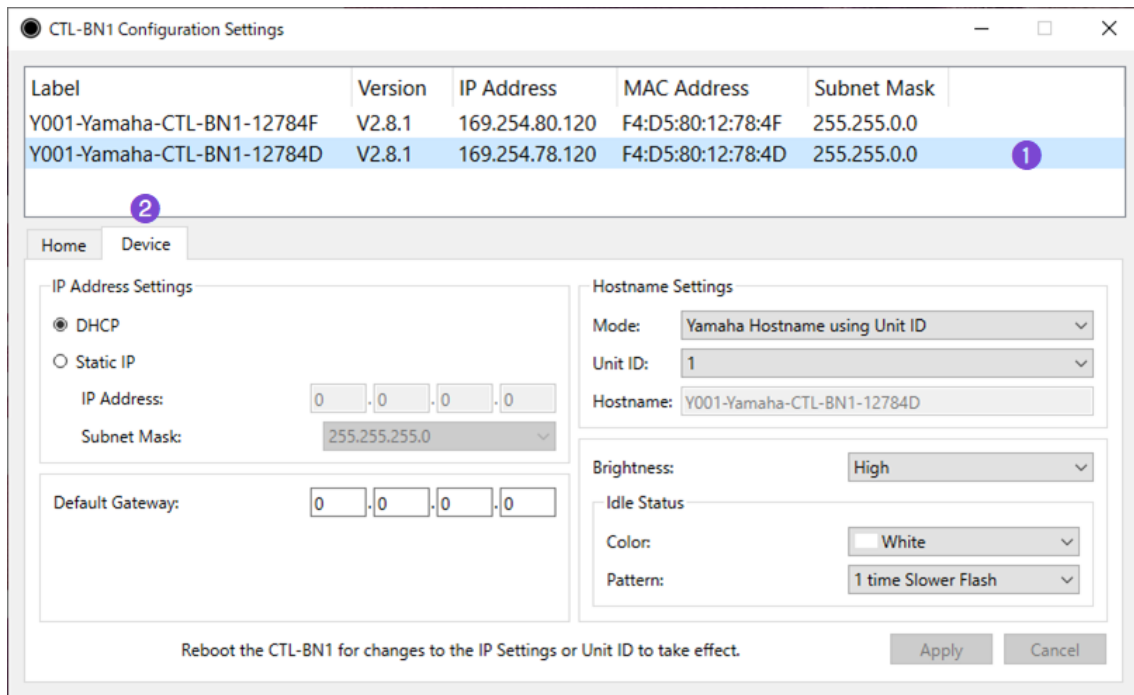 CTL-BN1 Configuration Settings
Label Version IP Address MAC Address Subnet Mask
Y001-Yamaha-CTL-BN1-12784F V2.8.1 169.254.80.120 F4:D5:80:12:78:4F 255.255.0.0
Y001-Yamaha-CTL-BN1-12784D V2.8.1 169.254.78.120 F4:D5:80:12:78:4D 255.255.0.0 1
2
Home Device
IP Address Settings
DHCP
Static IP
IP Address: 0 . 0 . 0 . 0
Subnet Mask: 255.255.255.0
Default Gateway: 0 . 0 . 0 . 0
Hostname Settings
Mode: Yamaha Hostname using Unit ID
Unit ID: 1
Hostname: Y001-Yamaha-CTL-BN1-12784D
Brightness: High
Idle Status
Color: White
Pattern: 1 time Slower Flash
Reboot the CTL-BN1 for changes to the IP Settings or Unit ID to take effect.
Apply Cancel